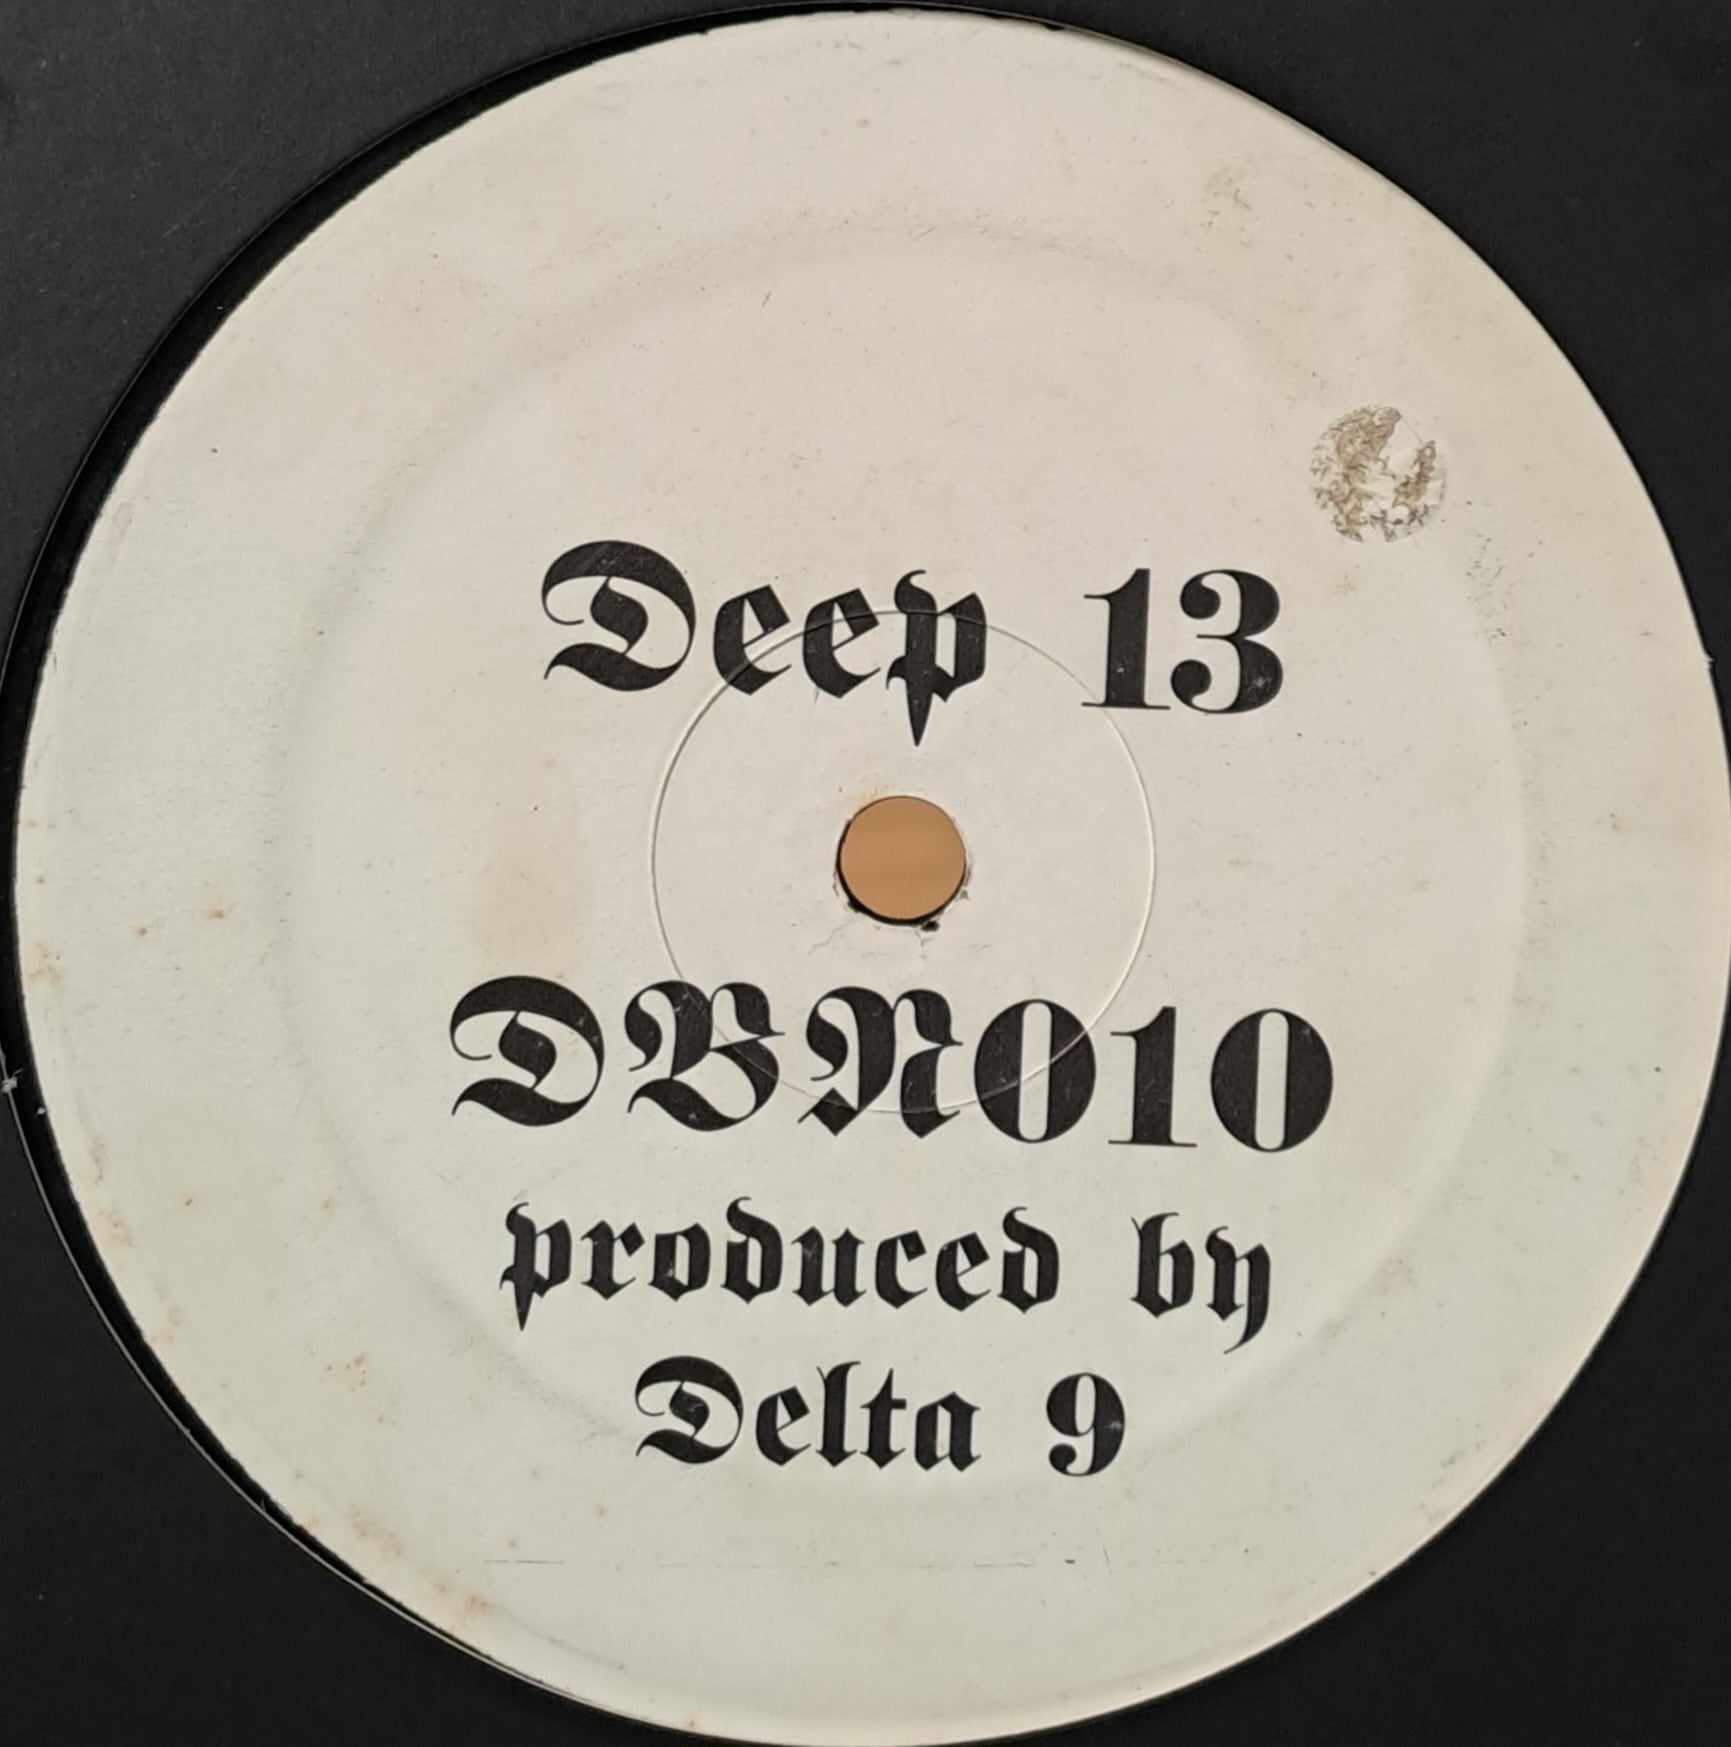 Deep 13
DBN010
produced by
Delta 9